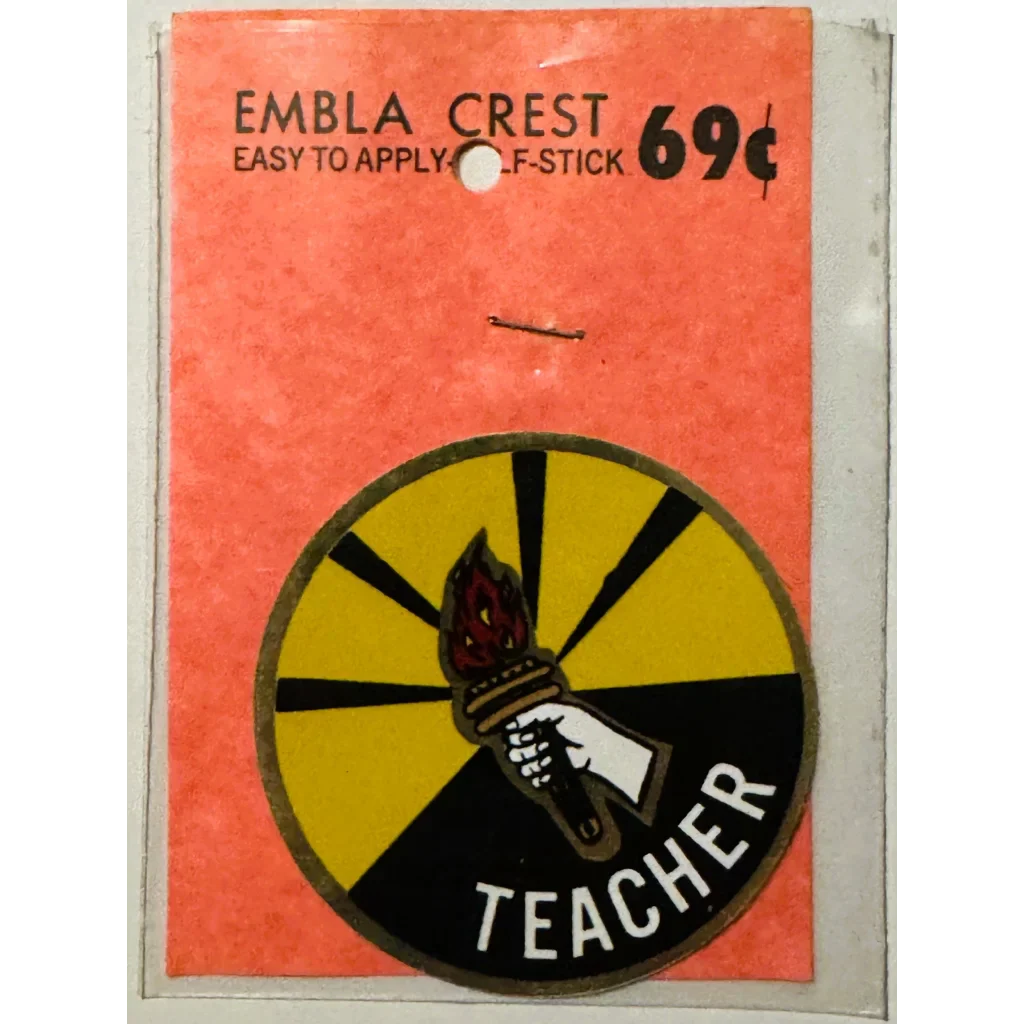 EMBLA CREST 69¢
EASY TO APPLY- LF-STICK
TEACHER